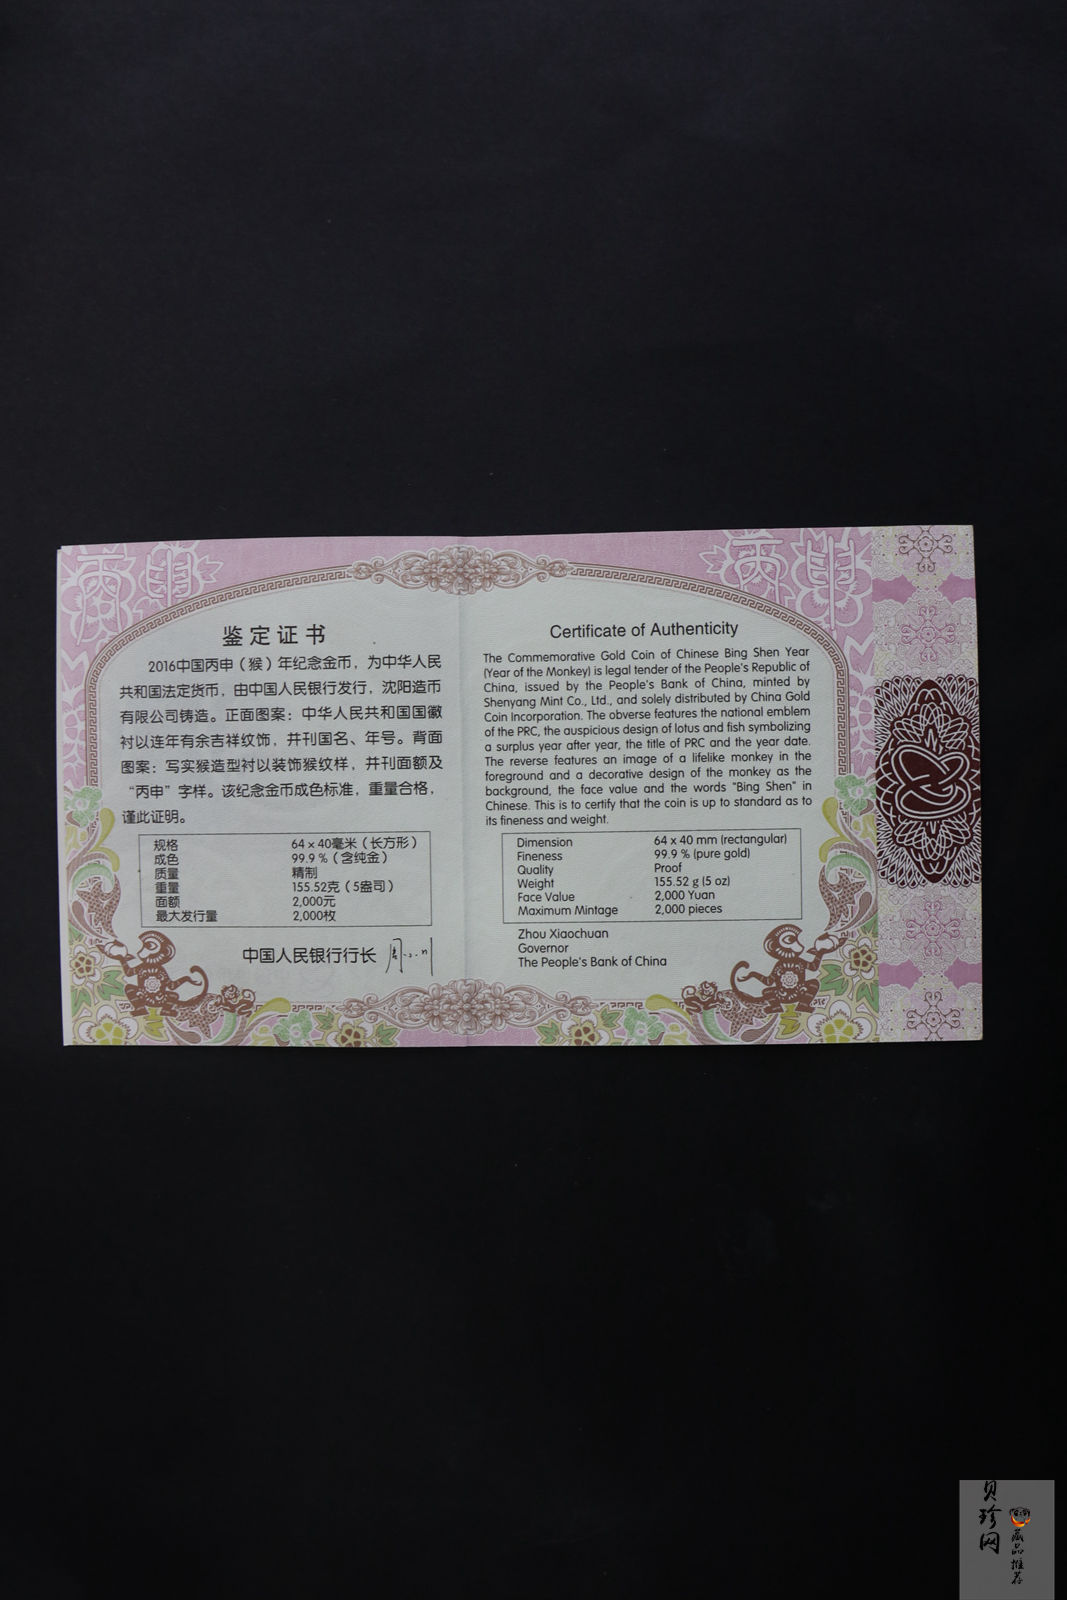 丙申
丙申
鉴定证书
2016中国丙申(猴)年纪念金币,为中华人民
共和国法定货币,由中国人民银行发行,沈阳造币
有限公司铸造。正面图案:中华人民共和国国徽
衬以连年有余吉祥纹饰,并刊国名、年号。背面
图案:写实猴造型衬以装饰猴纹样,并刊面额及
“丙申”字样。该纪念金币成色标准,重量合格,
谨此证明。
规格 64×40毫米(长方形)
成色 99.9%(含纯金)
质量 精制
重量 155.52克(5盎司)
面额 2,000元
最大发行量 2,000枚
中国人民银行行长
Certificate of Authenticity
The Commemorative Gold Coin of Chinese Bing Shen Year
(Year of the Monkey) is legal tender of the People's Republic of
China, issued by the People's Bank of China, minted by
Shenyang Mint Co., Ltd., and solely distributed by China Gold
Coin Incorporation. The obverse features the national emblem
of the PRC, the auspicious design of lotus and fish symbolizing
a surplus year after year, the title of PRC and the year date.
The reverse features an image of a lifelike monkey in the
foreground and a decorative design of the monkey as the
background, the face value and the words "Bing Shen" in
Chinese. This is to certify that the coin is up to standard as to
its fineness and weight.
Dimension 64 x 40 mm (rectangular)
Fineness 99.9 % (pure gold)
Quality Proof
Weight 155.52 g (5 oz)
Face Value 2,000 Yuan
Maximum Mintage 2,000 pieces
Zhou Xiaochuan
Governor
The People's Bank of China
贝珍网
藏品推荐